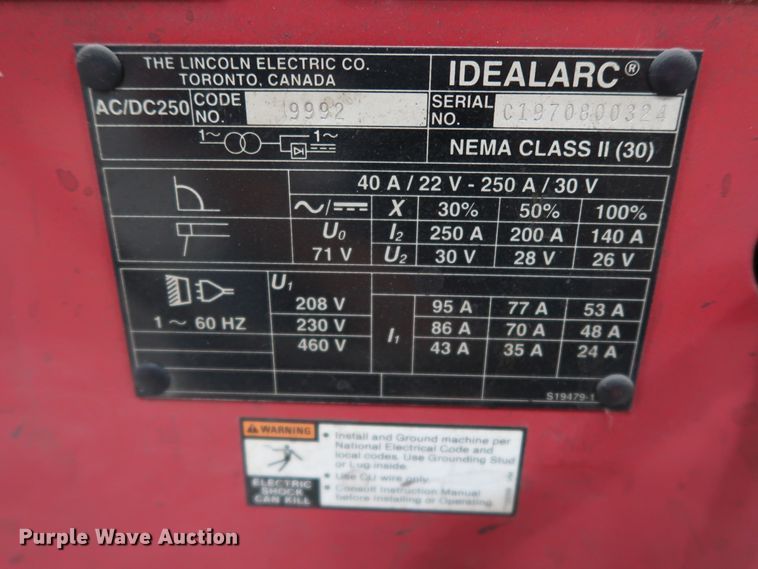 THE LINCOLN ELECTRIC CO.
TORONTO, CANADA
IDEALARC®
AC/DC250 CODE NO. 9992
SERIAL NO. C1970800324
1~ 1~
NEMA CLASS II (30)
40 A / 22 V - 250 A / 30 V
X 30% 50% 100%
U0 I2 250 A 200 A 140 A
71 V U2 30 V 28 V 26 V
U1
208 V 95 A 77 A 53 A
1 ~ 60 HZ 230 V I1 86 A 70 A 48 A
460 V 43 A 35 A 24 A
S19479-1
WARNING
ELECTRIC
SHOCK
CAN KILL
• Install and Ground machine per
National Electrical Code and
local codes. Use Grounding Stud
or Lug inside.
• Use CU wire only.
• Consult Instruction Manual
before Installing or Operating.
Purple Wave Auction